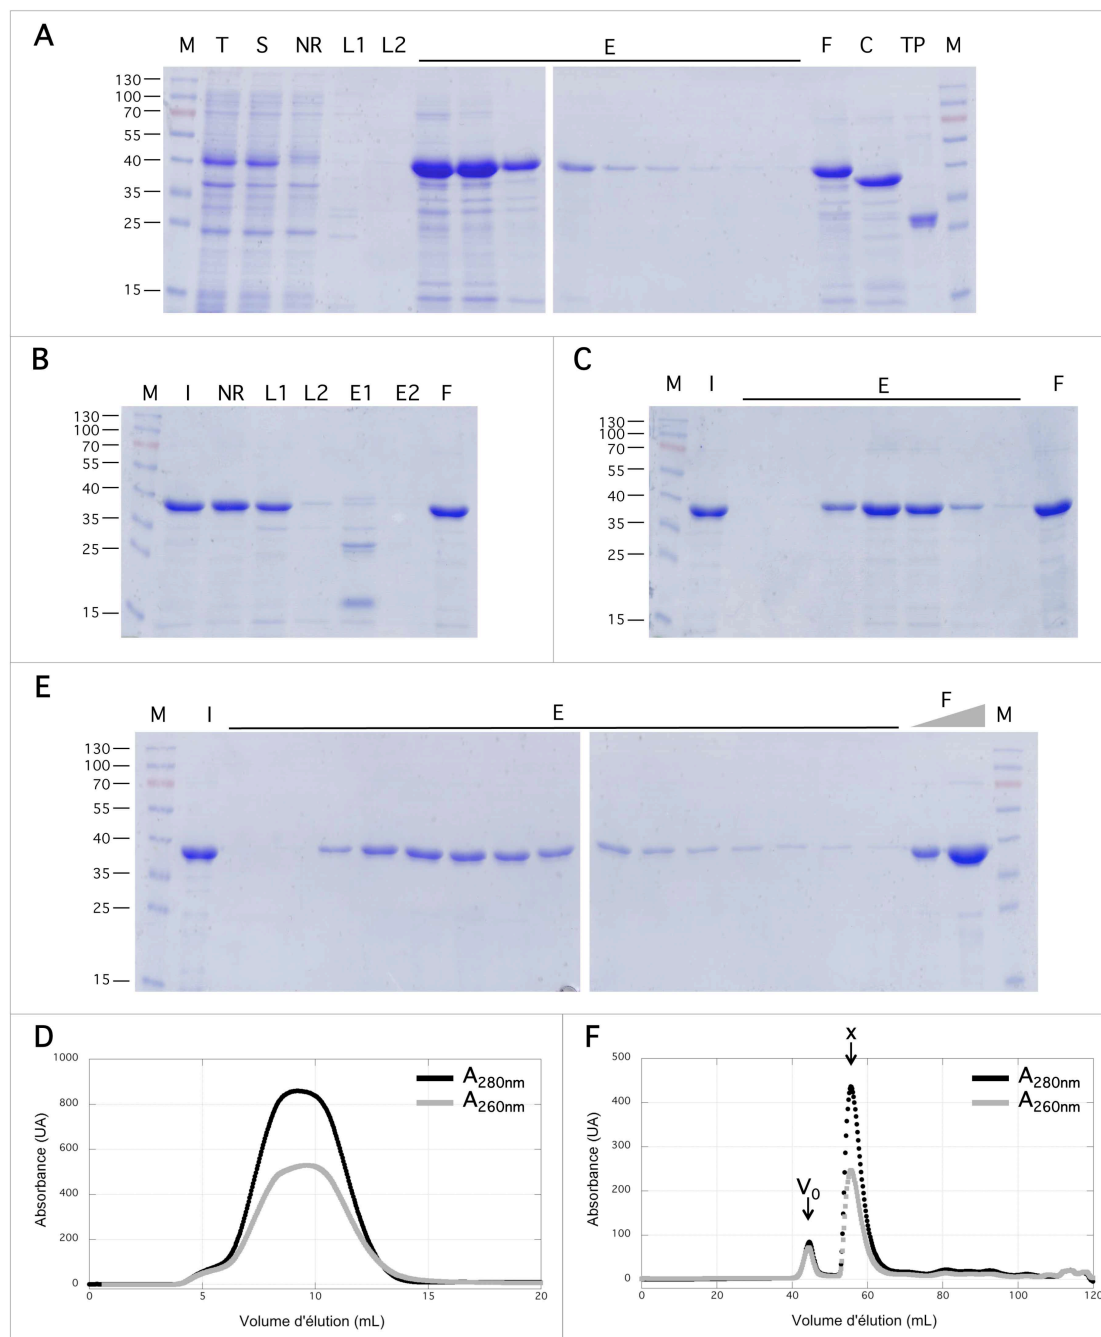 A
M T S NR L1 L2 E F C TP M
130
100
70
55
40
35
25
15
B
M I NR L1 L2 E1 E2 F
130
100
70
55
40
35
25
15
C
M I E F
130
100
70
55
40
35
25
15
E
M I E F M
130
100
70
55
40
35
25
15
D
1000
800
600
400
200
0
Absorbance (UA)
A280nm
A260nm
0 5 10 15 20
Volume d'élution (mL)
F
500
400
300
200
100
0
Absorbance (UA)
V0
x
A280nm
A260nm
0 20 40 60 80 100 120
Volume d'élution (mL)